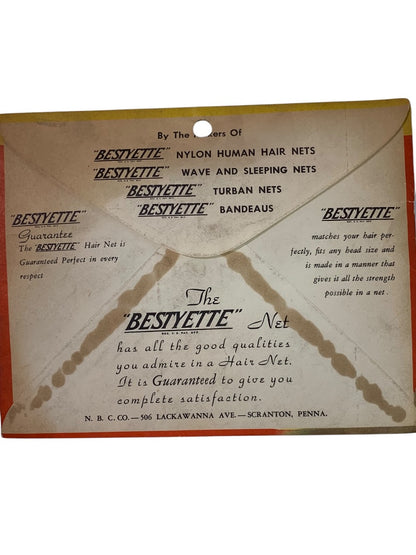 By The Makers Of
"BESTYETTE" NYLON HUMAN HAIR NETS
"BESTYETTE" WAVE AND SLEEPING NETS
"BESTYETTE" TURBAN NETS
"BESTYETTE" BANDEAUS
"BESTYETTE"
Guarantee
The "BESTYETTE" Hair Net is
Guaranteed Perfect in every
respect
"BESTYETTE"
matches your hair per-
fectly, fits any head size and
is made in a manner that
gives it all the strength
possible in a net.
The
"BESTYETTE" Net
REG. U.S. PAT. OFF.
has all the good qualities
you admire in a Hair Net.
It is Guaranteed to give you
complete satisfaction.
N. B. C. CO. — 506 LACKAWANNA AVE. — SCRANTON, PENNA.